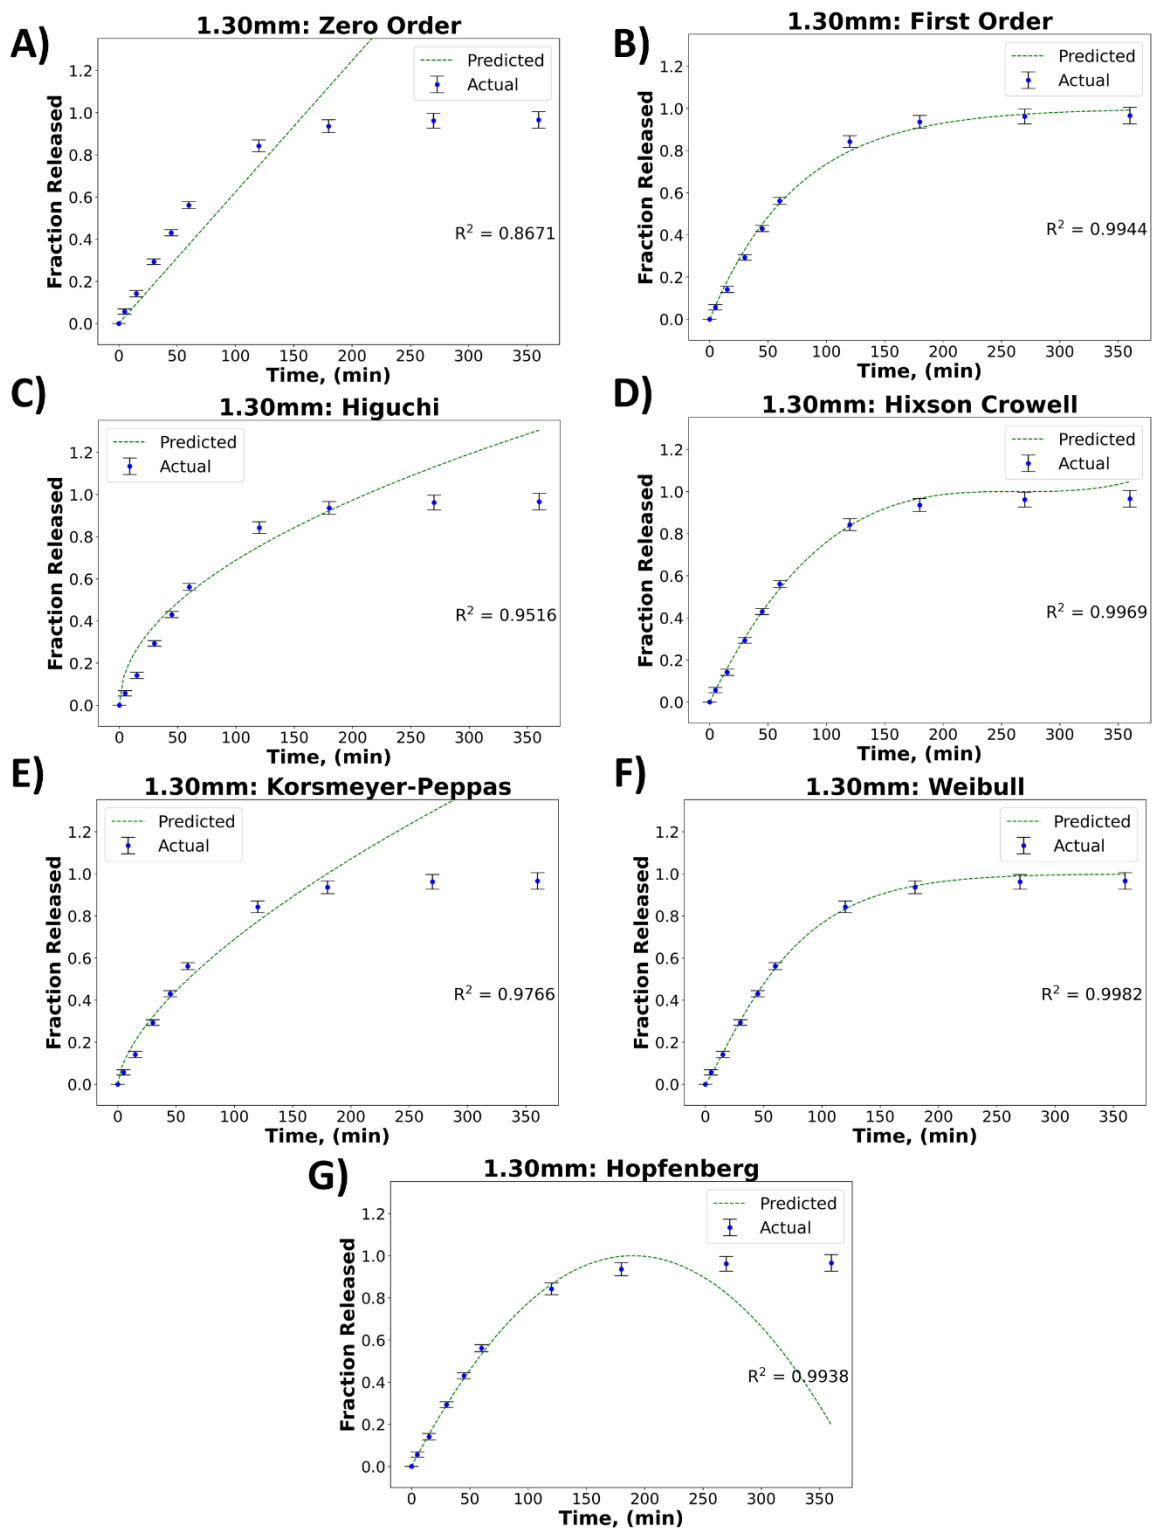 A)
1.30mm: Zero Order
Predicted
Actual
Fraction Released
1.2
1.0
0.8
0.6
0.4
0.2
0.0
R² = 0.8671
0 50 100 150 200 250 300 350
Time, (min)
B)
1.30mm: First Order
Predicted
Actual
Fraction Released
1.2
1.0
0.8
0.6
0.4
0.2
0.0
R² = 0.9944
0 50 100 150 200 250 300 350
Time, (min)
C)
1.30mm: Higuchi
Predicted
Actual
Fraction Released
1.2
1.0
0.8
0.6
0.4
0.2
0.0
R² = 0.9516
0 50 100 150 200 250 300 350
Time, (min)
D)
1.30mm: Hixson Crowell
Predicted
Actual
Fraction Released
1.2
1.0
0.8
0.6
0.4
0.2
0.0
R² = 0.9969
0 50 100 150 200 250 300 350
Time, (min)
E)
1.30mm: Korsmeyer-Peppas
Predicted
Actual
Fraction Released
1.2
1.0
0.8
0.6
0.4
0.2
0.0
R² = 0.9766
0 50 100 150 200 250 300 350
Time, (min)
F)
1.30mm: Weibull
Predicted
Actual
Fraction Released
1.2
1.0
0.8
0.6
0.4
0.2
0.0
R² = 0.9982
0 50 100 150 200 250 300 350
Time, (min)
G)
1.30mm: Hopfenberg
Predicted
Actual
Fraction Released
1.2
1.0
0.8
0.6
0.4
0.2
0.0
R² = 0.9938
0 50 100 150 200 250 300 350
Time, (min)